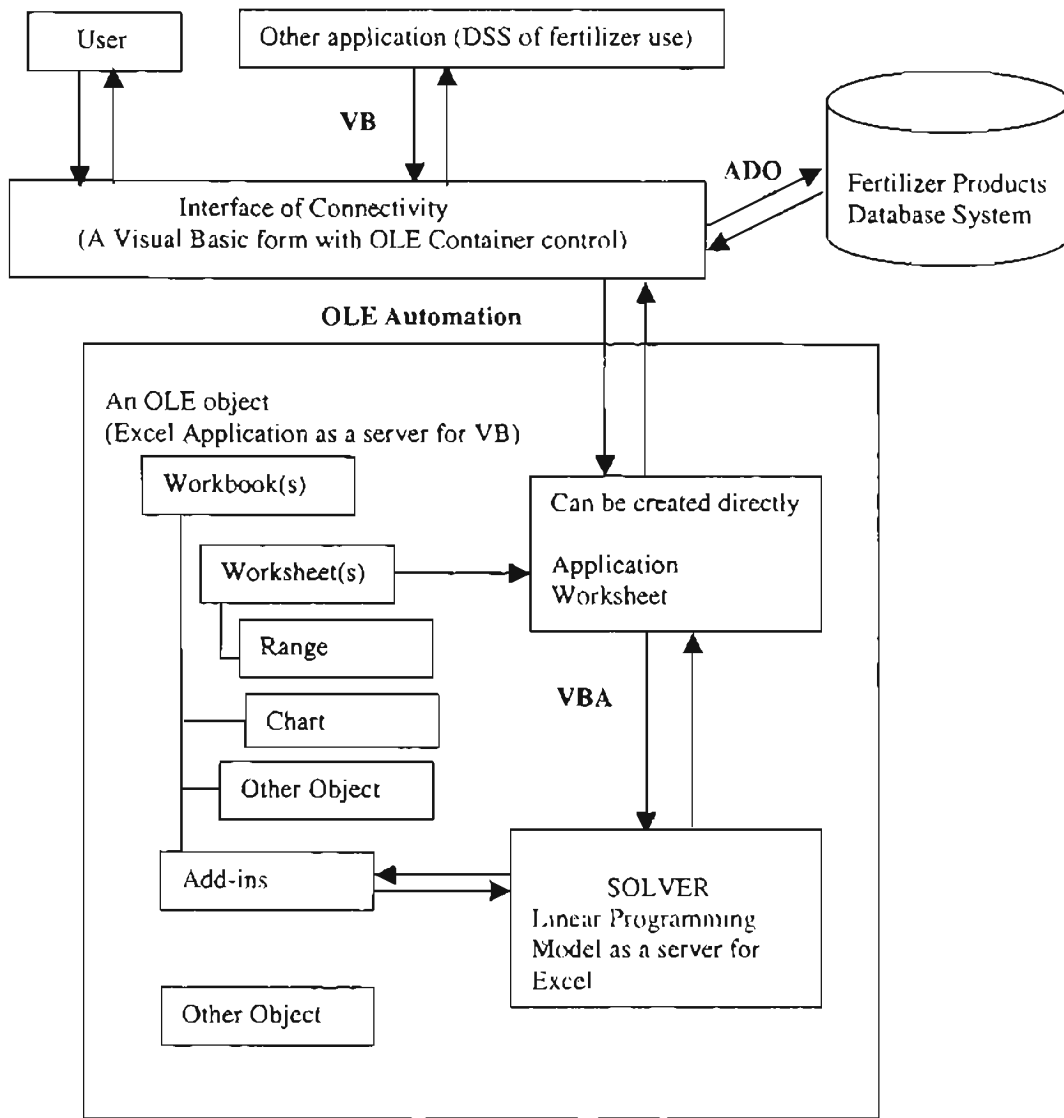 User
Other application (DSS of fertilizer use)
VB
ADO
Fertilizer Products
Database System
Interface of Connectivity
(A Visual Basic form with OLE Container control)
OLE Automation
An OLE object
(Excel Application as a server for VB)
Workbook(s)
Can be created directly
Worksheet(s)
Application
Worksheet
Range
VBA
Chart
Other Object
Add-ins
SOLVER
Linear Programming
Model as a server for
Excel
Other Object